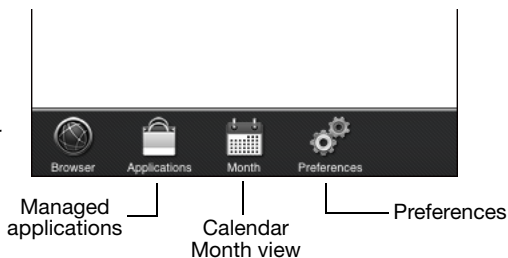 Browser
Applications
Month
Preferences
Managed
applications
Calendar
Month view
Preferences